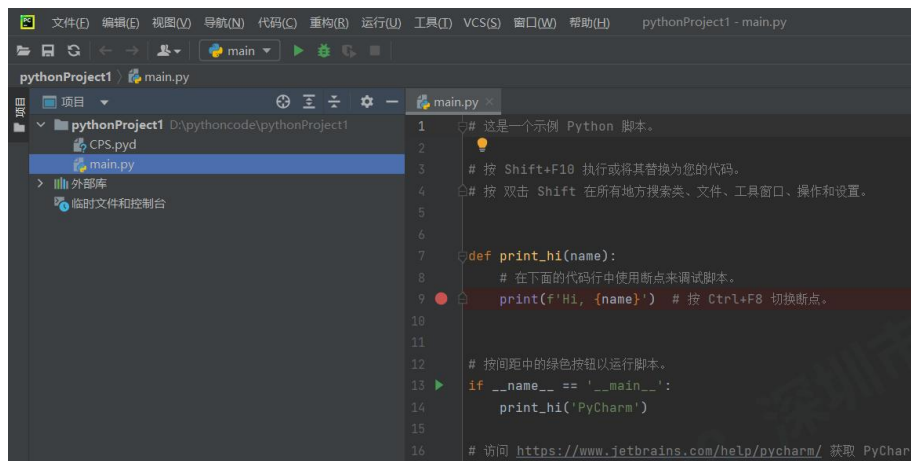 文件(F) 编辑(E) 视图(V) 导航(N) 代码(C) 重构(R) 运行(U) 工具(T) VCS(S) 窗口(W) 帮助(H) pythonProject1 - main.py
main
pythonProject1 〉 main.py
项目
项目
main.py ×
pythonProject1 D:\pythoncode\pythonProject1
CPS.pyd
main.py
外部库
临时文件和控制台
1 # 这是一个示例 Python 脚本。
2
3 # 按 Shift+F10 执行或将其替换为您的代码。
4 # 按 双击 Shift 在所有地方搜索类、文件、工具窗口、操作和设置。
5
6
7 def print_hi(name):
8 # 在下面的代码行中使用断点来调试脚本。
9 print(f'Hi, {name}') # 按 Ctrl+F8 切换断点。
10
11
12 # 按间距中的绿色按钮以运行脚本。
13 if __name__ == '__main__':
14 print_hi('PyCharm')
15
16 # 访问 https://www.jetbrains.com/help/pycharm/ 获取 PyChar
深圳市